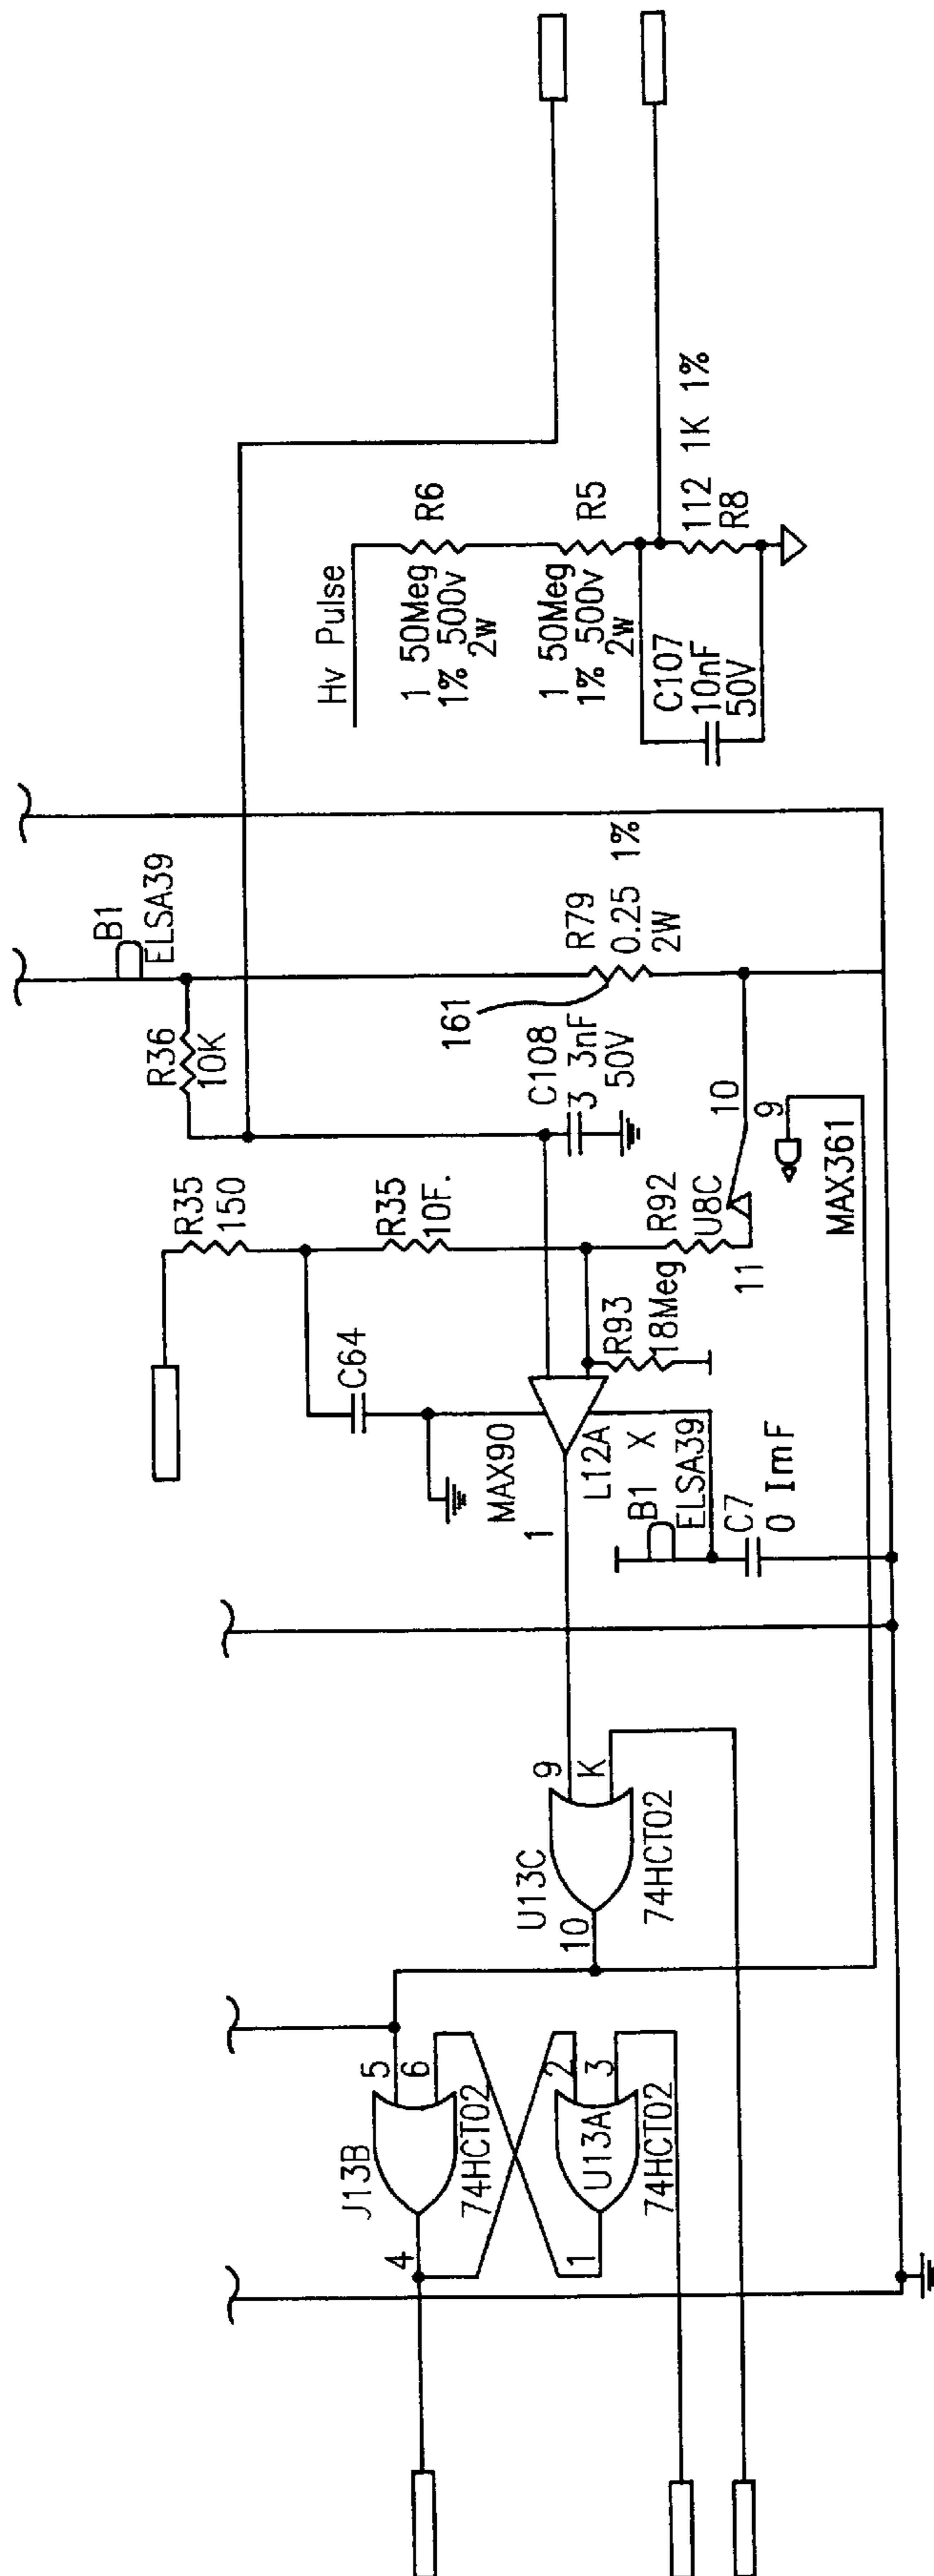 J13B
74HCT02
4
5
6
U13A
74HCT02
1
2
3
U13C
74HCT02
10
9
K
MAX90
1
L12A
X
B1
ELSA39
C7
0 1mF
C64
R35
150
R35
10F.
R93
18Meg
R92
U8C
11
10
9
MAX361
R36
10K
B1
ELSA39
161
C108
3 3nF
50V
R79
0.25 1%
2W
Hv Pulse
R6
1 50Meg
1% 500v
2w
R5
1 50Meg
1% 500v
2w
C107
10nF
50V
112 1K 1%
R8